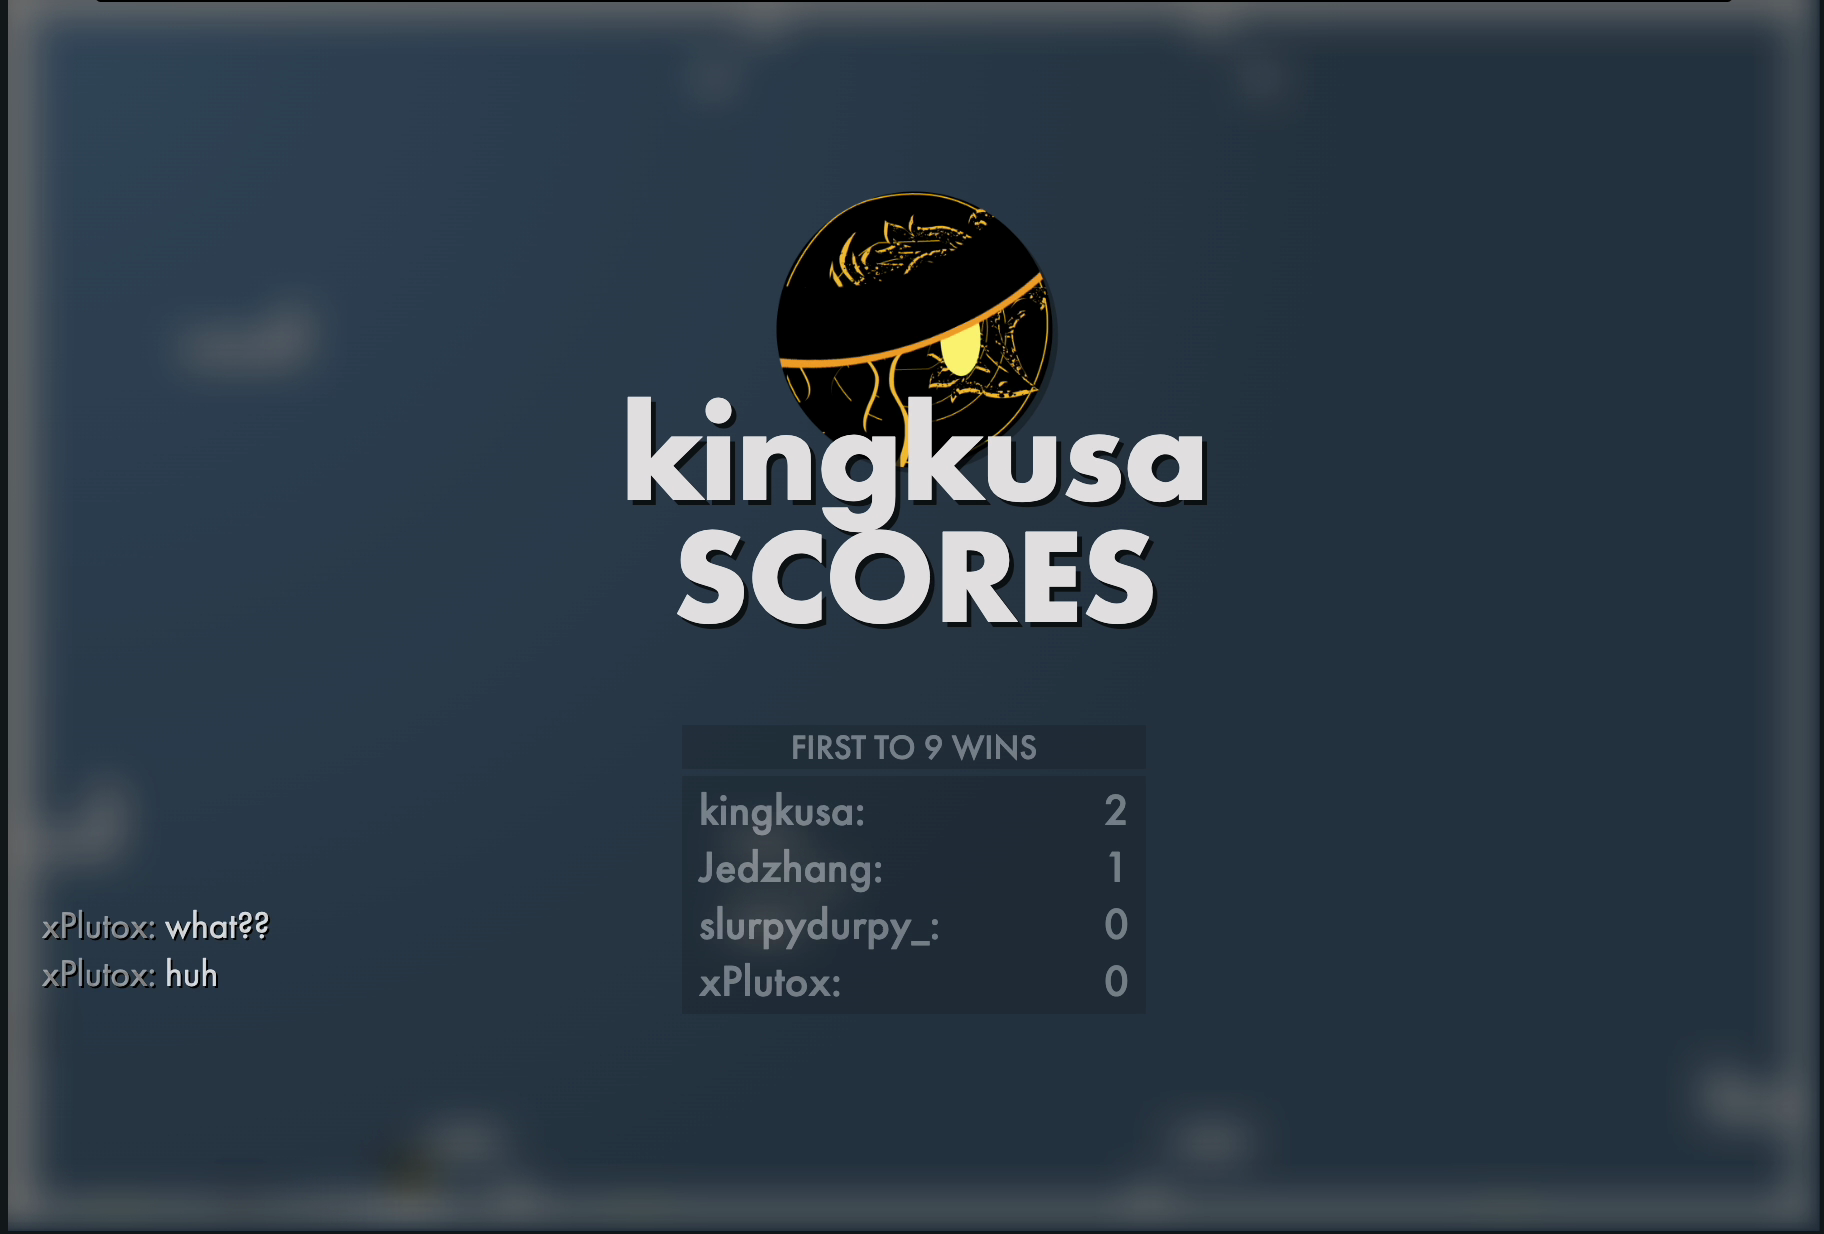 kingkusa
SCORES
FIRST TO 9 WINS
kingkusa: 2
Jedzhang: 1
slurpydurpy_: 0
xPlutox: 0
xPlutox: what??
xPlutox: huh